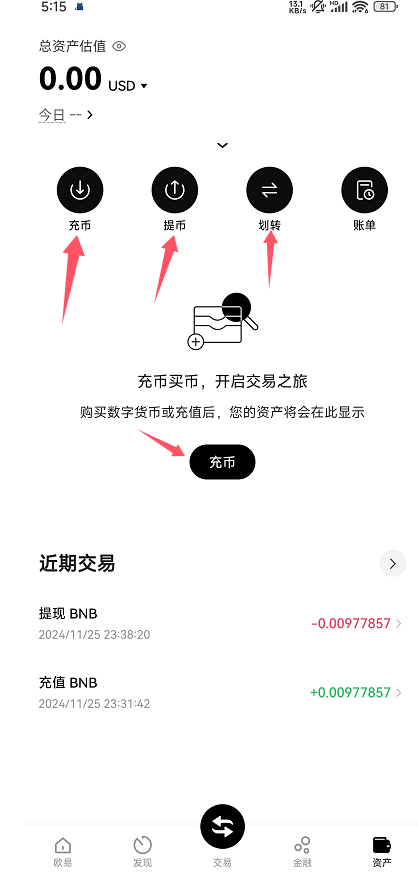 5:15 13.1 KB/s HD 81
总资产估值
0.00 USD
今日 --
充币 提币 划转 账单
充币买币，开启交易之旅
购买数字货币或充值后，您的资产将会在此显示
充币
近期交易
提现 BNB
2024/11/25 23:38:20
-0.00977857
充值 BNB
2024/11/25 23:31:42
+0.00977857
欧易 发现 交易 金融 资产